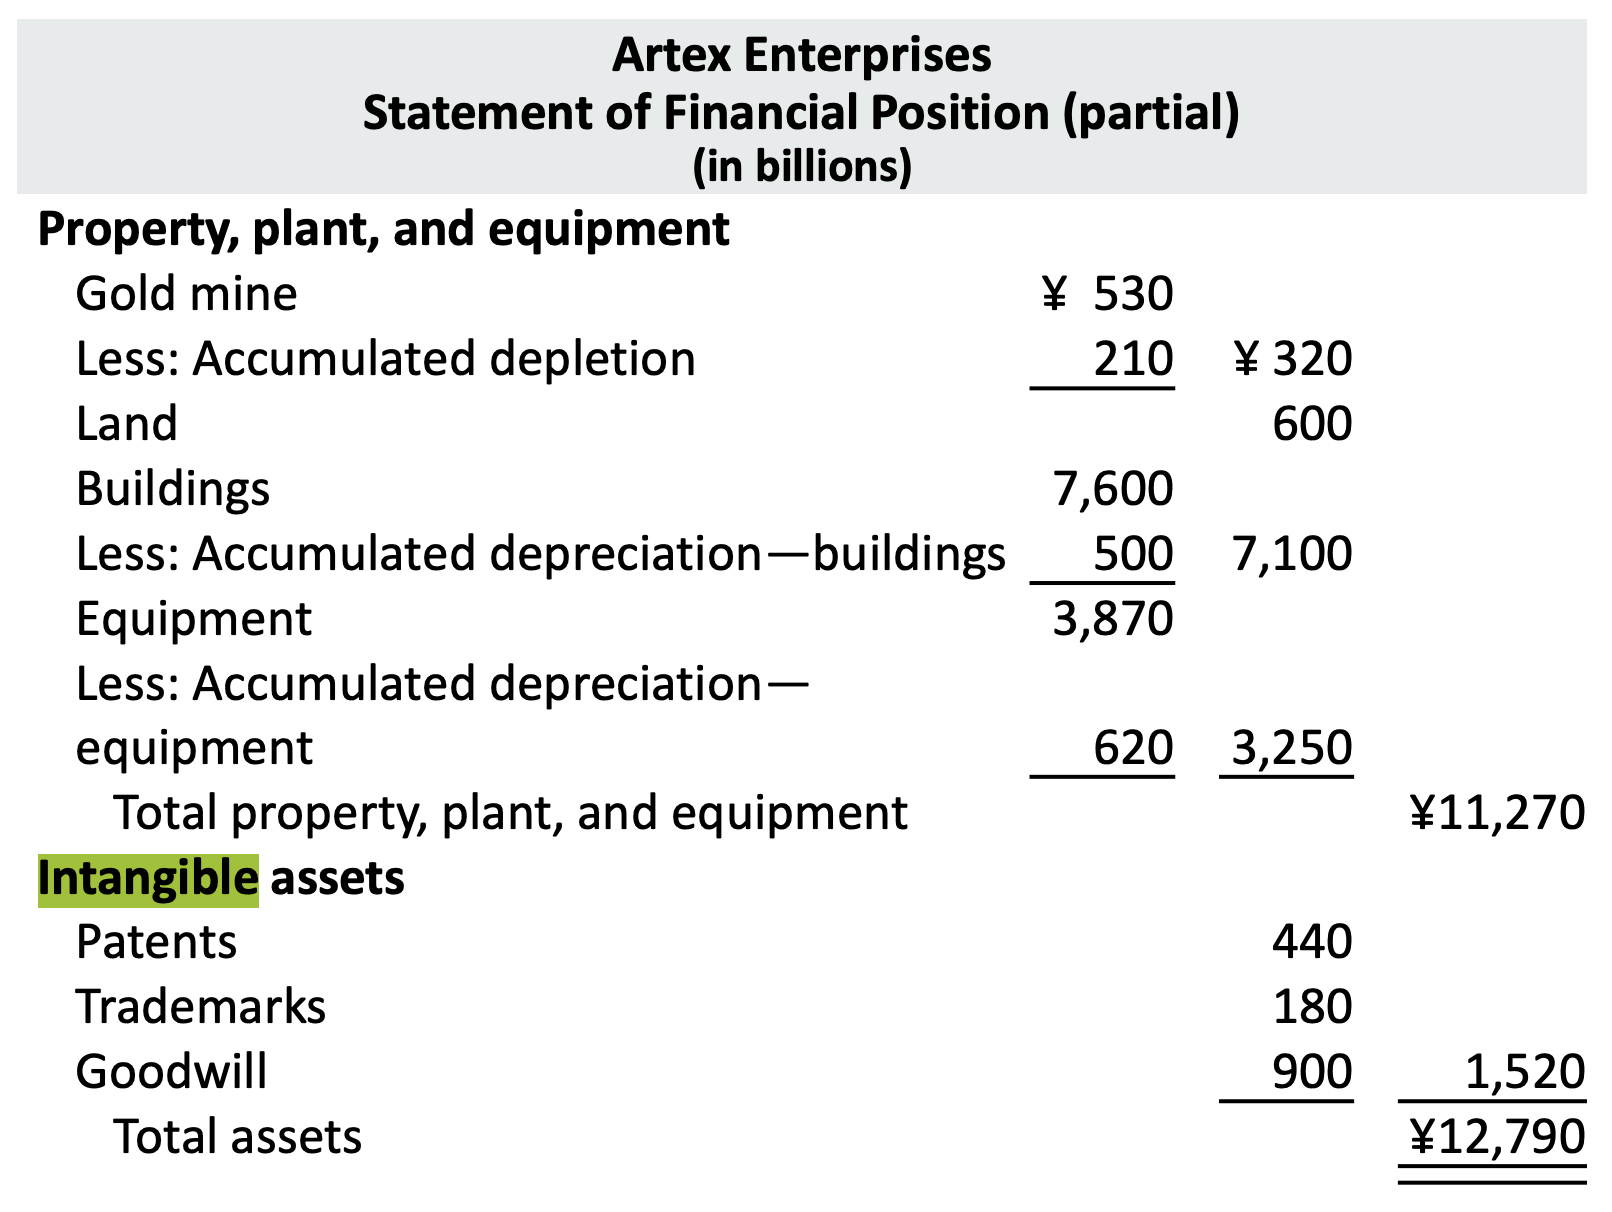 Artex Enterprises
Statement of Financial Position (partial)
(in billions)
Property, plant, and equipment
Gold mine ¥ 530
Less: Accumulated depletion 210 ¥ 320
Land 600
Buildings 7,600
Less: Accumulated depreciation—buildings 500 7,100
Equipment 3,870
Less: Accumulated depreciation—
equipment 620 3,250
Total property, plant, and equipment ¥11,270
Intangible assets
Patents 440
Trademarks 180
Goodwill 900 1,520
Total assets ¥12,790